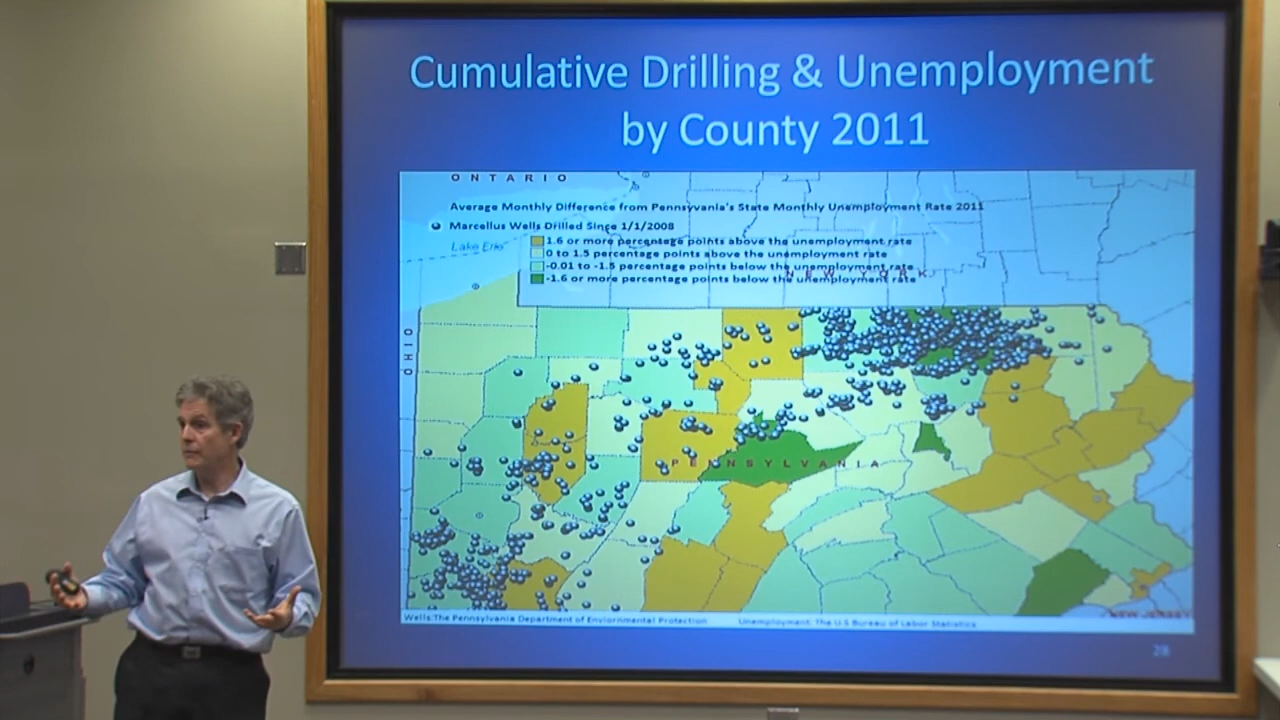 Cumulative Drilling & Unemployment
by County 2011
ONTARIO
Average Monthly Difference from Pennsyvania's State Monthly Unemployment Rate 2011
Marcellus Wells Drilled Since 1/1/2008
Lake Erie
1.6 or more percentage points above the unemployment rate
0 to 1.5 percentage points above the unemployment rate
-0.01 to -1.5 percentage points below the unemployment rate
NEW YORK
-1.6 or more percentage points below the unemployment rate
OHIO
PENNSYLVANIA
NEW JERSEY
Wells:The Pennsylvania Department of Enviornmental Protection
Unemployment: The U.S Bureau of Labor Statistics
28